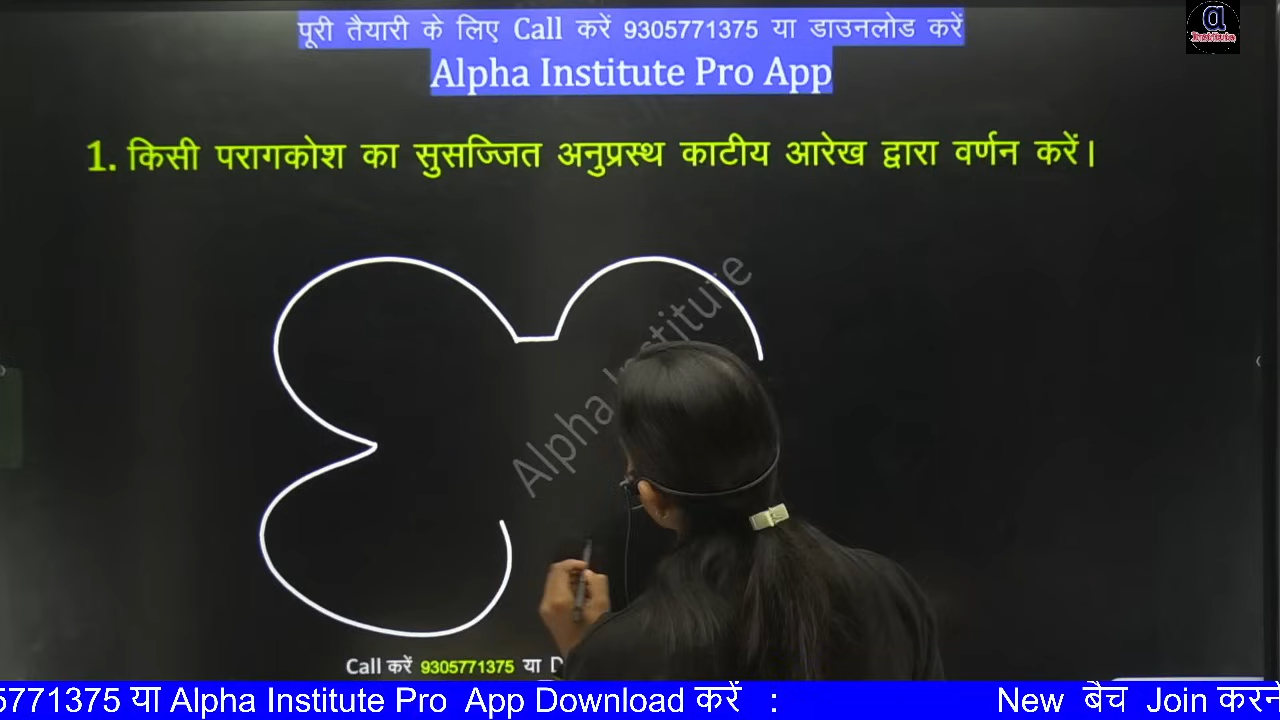 पूरी तैयारी के लिए Call करें 9305771375 या डाउनलोड करें
Alpha Institute Pro App
α
Institute
1. किसी परागकोश का सुसज्जित अनुप्रस्थ काटीय आरेख द्वारा वर्णन करें।
Alpha Institute
Call करें 9305771375 या D
5771375 या Alpha Institute Pro App Download करें :
New बैच Join करने